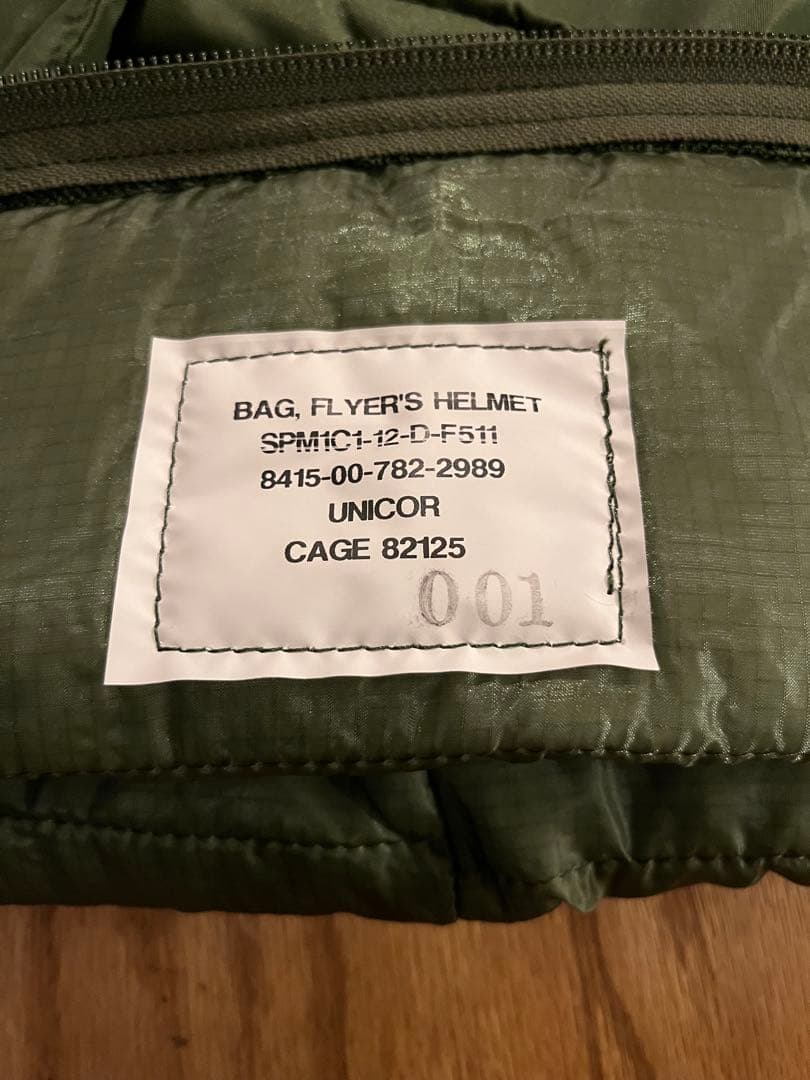 BAG, FLYER'S HELMET
SPM1C1-12-D-F511
8415-00-782-2989
UNICOR
CAGE 82125
001